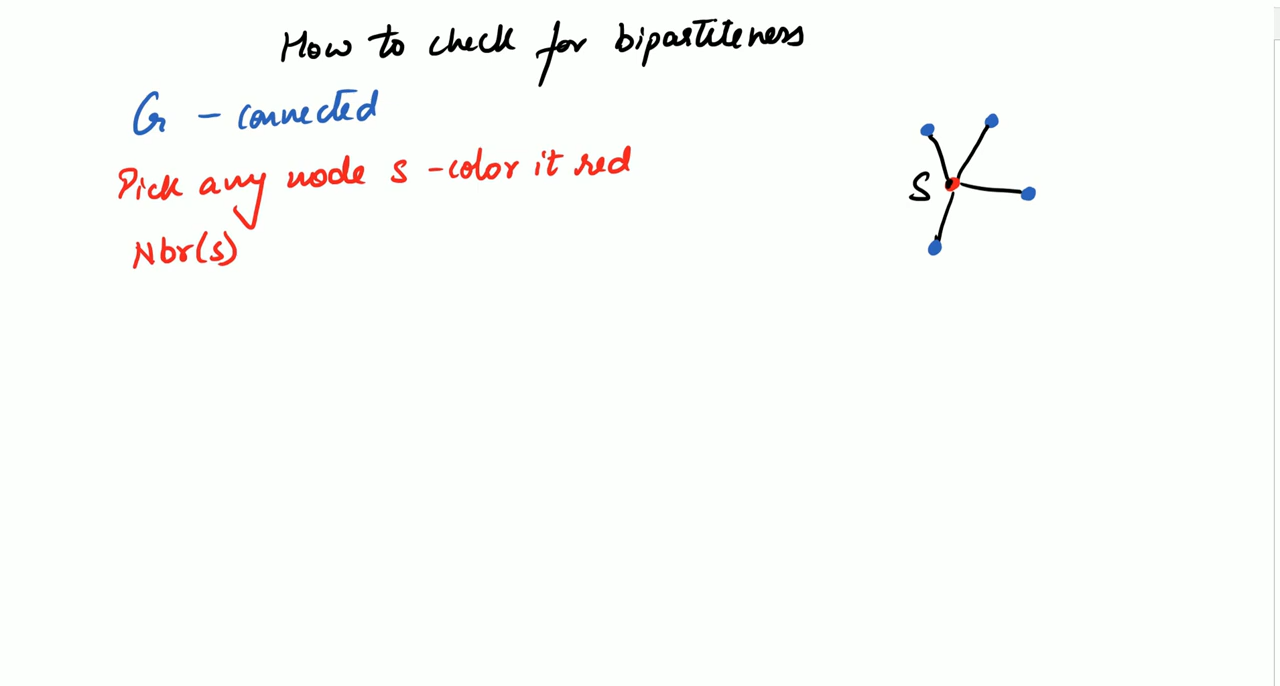 How to check for bipartiteness
G - connected
Pick any node s - color it red
Nbr(s)
S